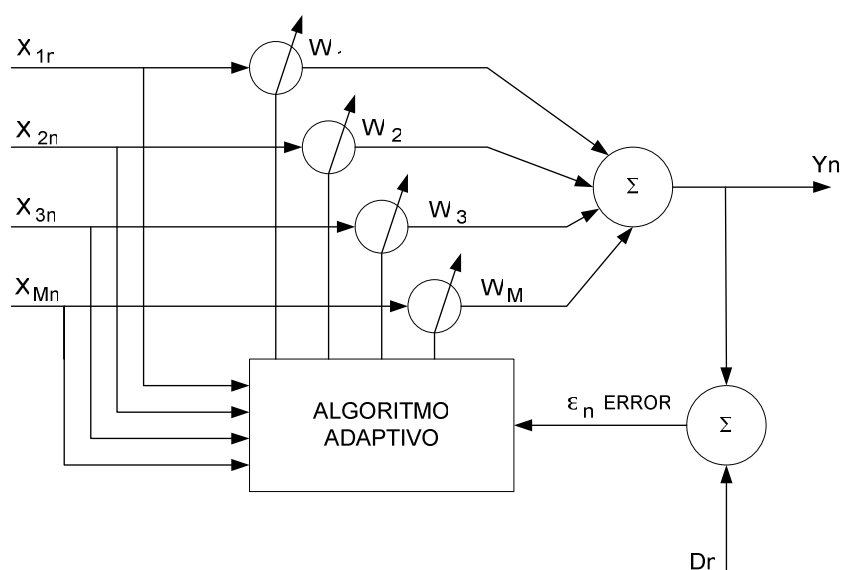 X1r
W
X2n
W2
X3n
W3
XMn
WM
Σ
Yn
ALGORITMO
ADAPTIVO
εn ERROR
Σ
Dr